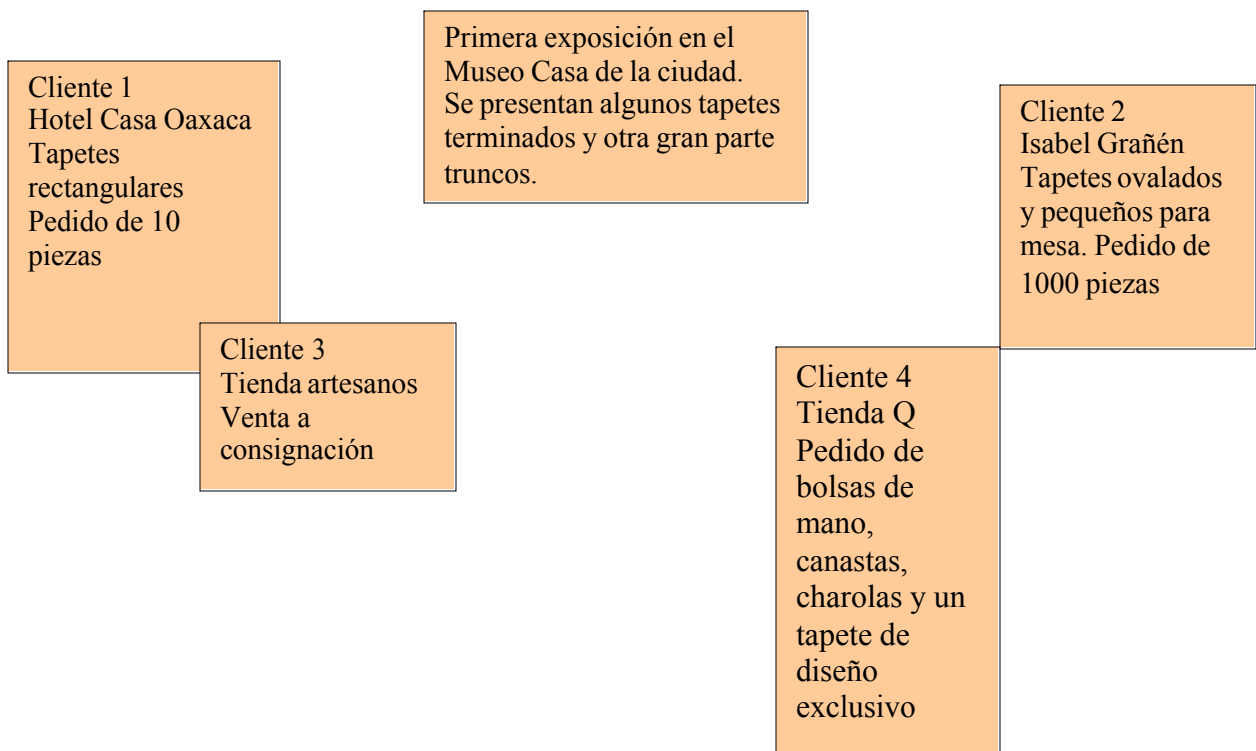 Primera exposición en el
Museo Casa de la ciudad.
Se presentan algunos tapetes
terminados y otra gran parte
truncos.
Cliente 1
Hotel Casa Oaxaca
Tapetes
rectangulares
Pedido de 10
piezas
Cliente 2
Isabel Grañén
Tapetes ovalados
y pequeños para
mesa. Pedido de
1000 piezas
Cliente 3
Tienda artesanos
Venta a
consignación
Cliente 4
Tienda Q
Pedido de
bolsas de
mano,
canastas,
charolas y un
tapete de
diseño
exclusivo